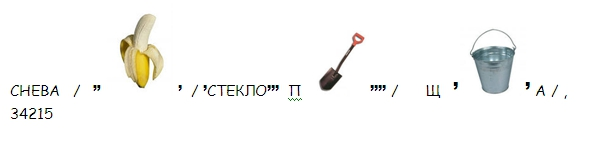 СНЕВА / ” ’ / ’СТЕКЛО”’ П ”” / Щ ’ ’ А / ,
34215